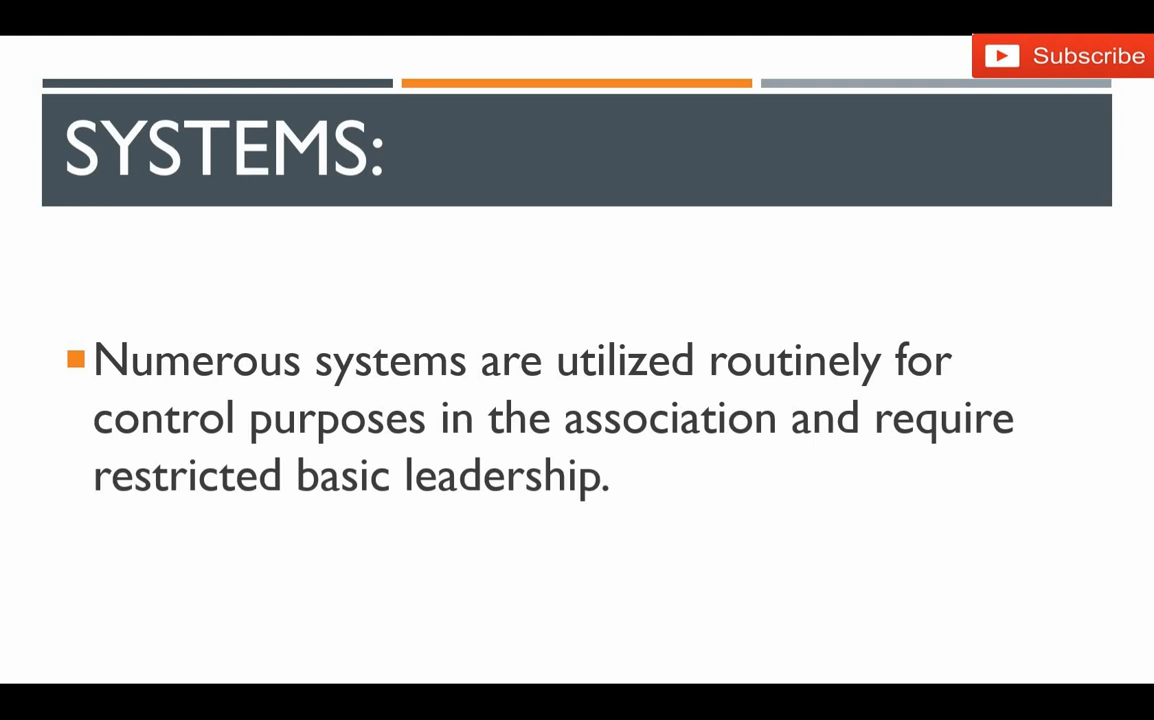 Subscribe
SYSTEMS:
Numerous systems are utilized routinely for
control purposes in the association and require
restricted basic leadership.